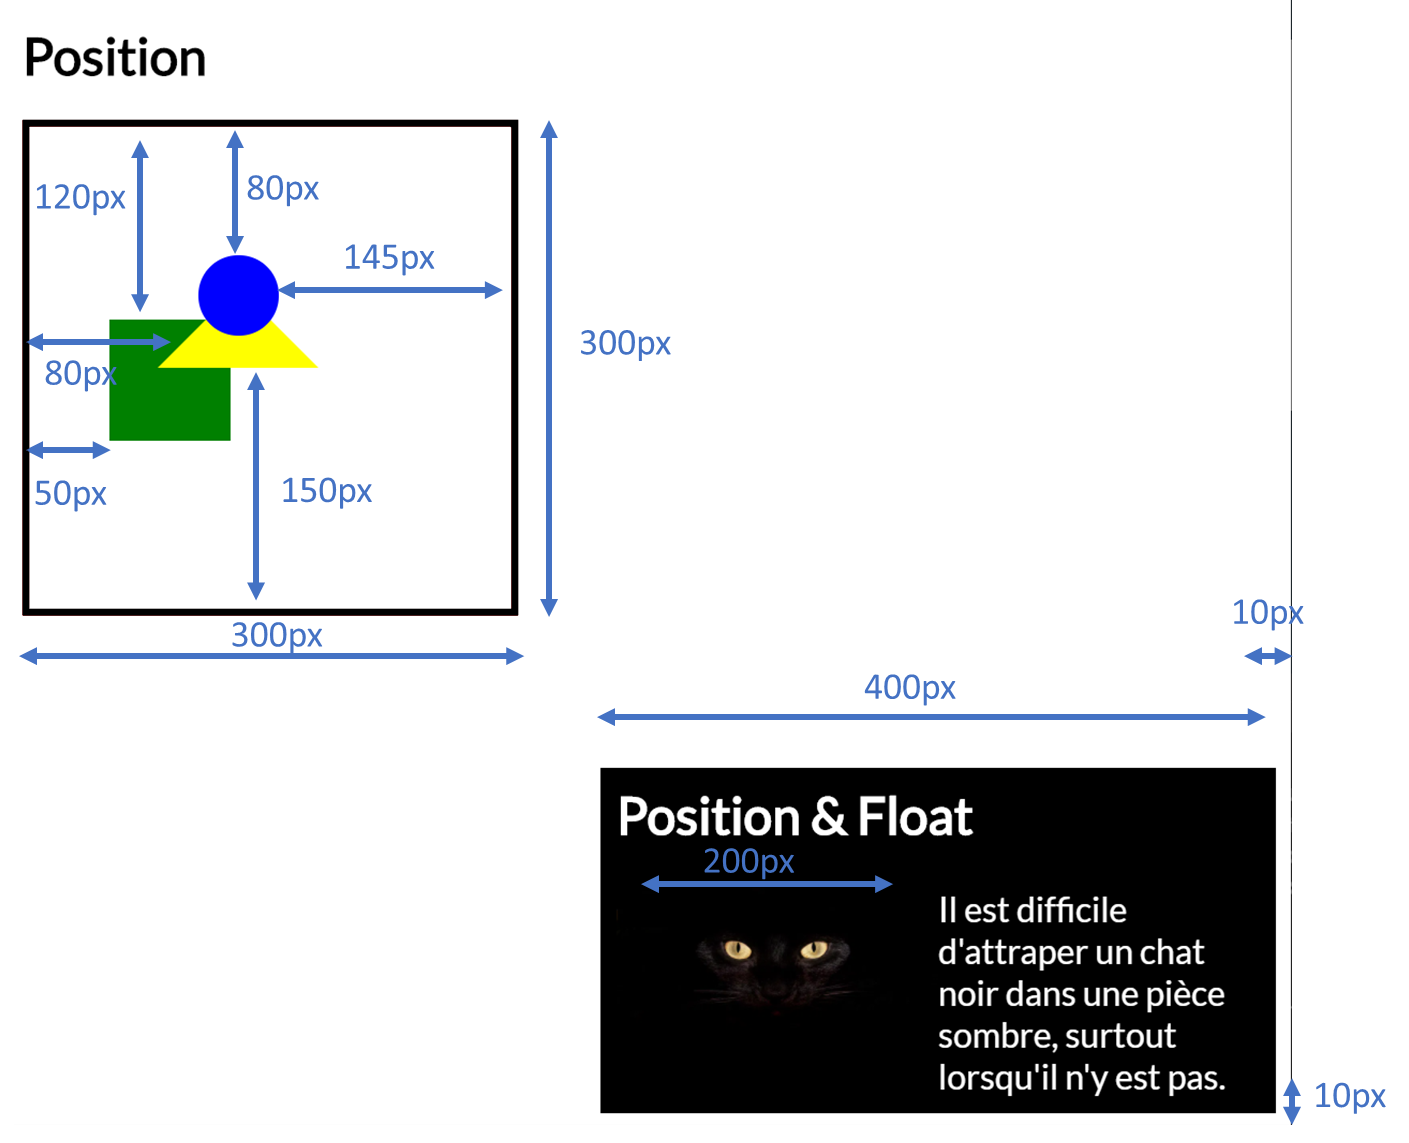 Position
120px
80px
145px
300px
80px
50px
150px
300px
10px
400px
Position & Float
200px
Il est difficile
d'attraper un chat
noir dans une pièce
sombre, surtout
lorsqu'il n'y est pas.
10px